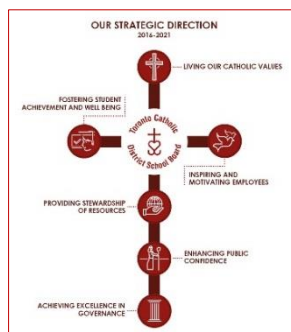 OUR STRATEGIC DIRECTION
2016-2021
LIVING OUR CATHOLIC VALUES
FOSTERING STUDENT
ACHIEVEMENT AND WELL BEING
Toronto Catholic
District School Board
INSPIRING AND
MOTIVATING EMPLOYEES
PROVIDING STEWARDSHIP
OF RESOURCES
ENHANCING PUBLIC
CONFIDENCE
ACHIEVING EXCELLENCE IN
GOVERNANCE